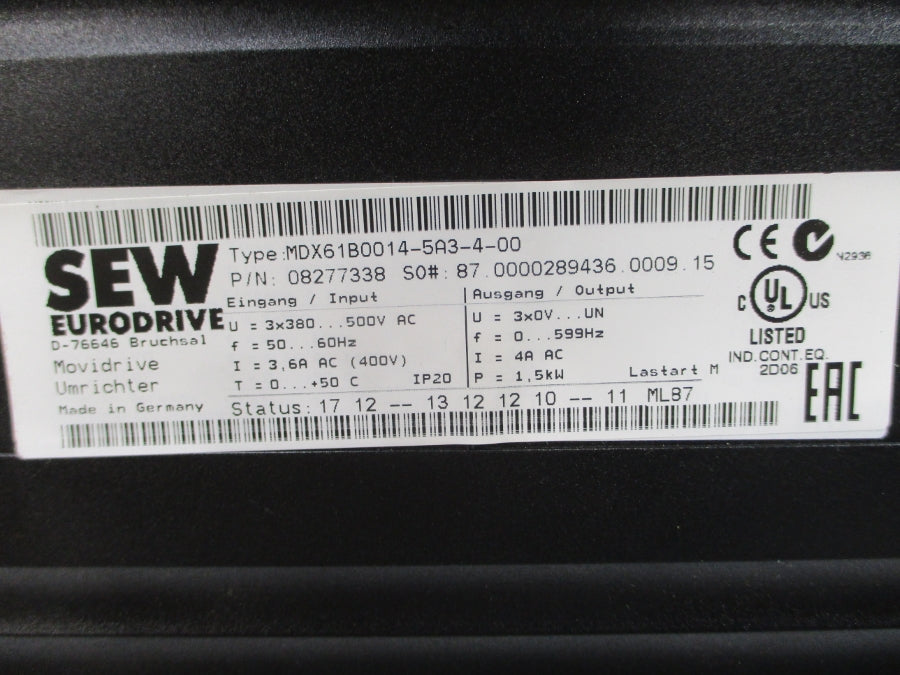 SEW
EURODRIVE
D-76646 Bruchsal
Movidrive
Umrichter
Made in Germany
Type:MDX61B0014-5A3-4-00
P/N: 08277338 SO#: 87.0000289436.0009.15
Eingang / Input
U = 3x380...500V AC
f = 50...60Hz
I = 3,6A AC (400V)
T = 0...+50 C IP20
Ausgang / Output
U = 3x0V...UN
f = 0...599Hz
I = 4A AC
P = 1,5kW Lastart M
Status: 17 12 -- 13 12 12 10 -- 11 MLB7
CE
N2936
C UL US
LISTED
IND.CONT.EQ.
2D06
EAC